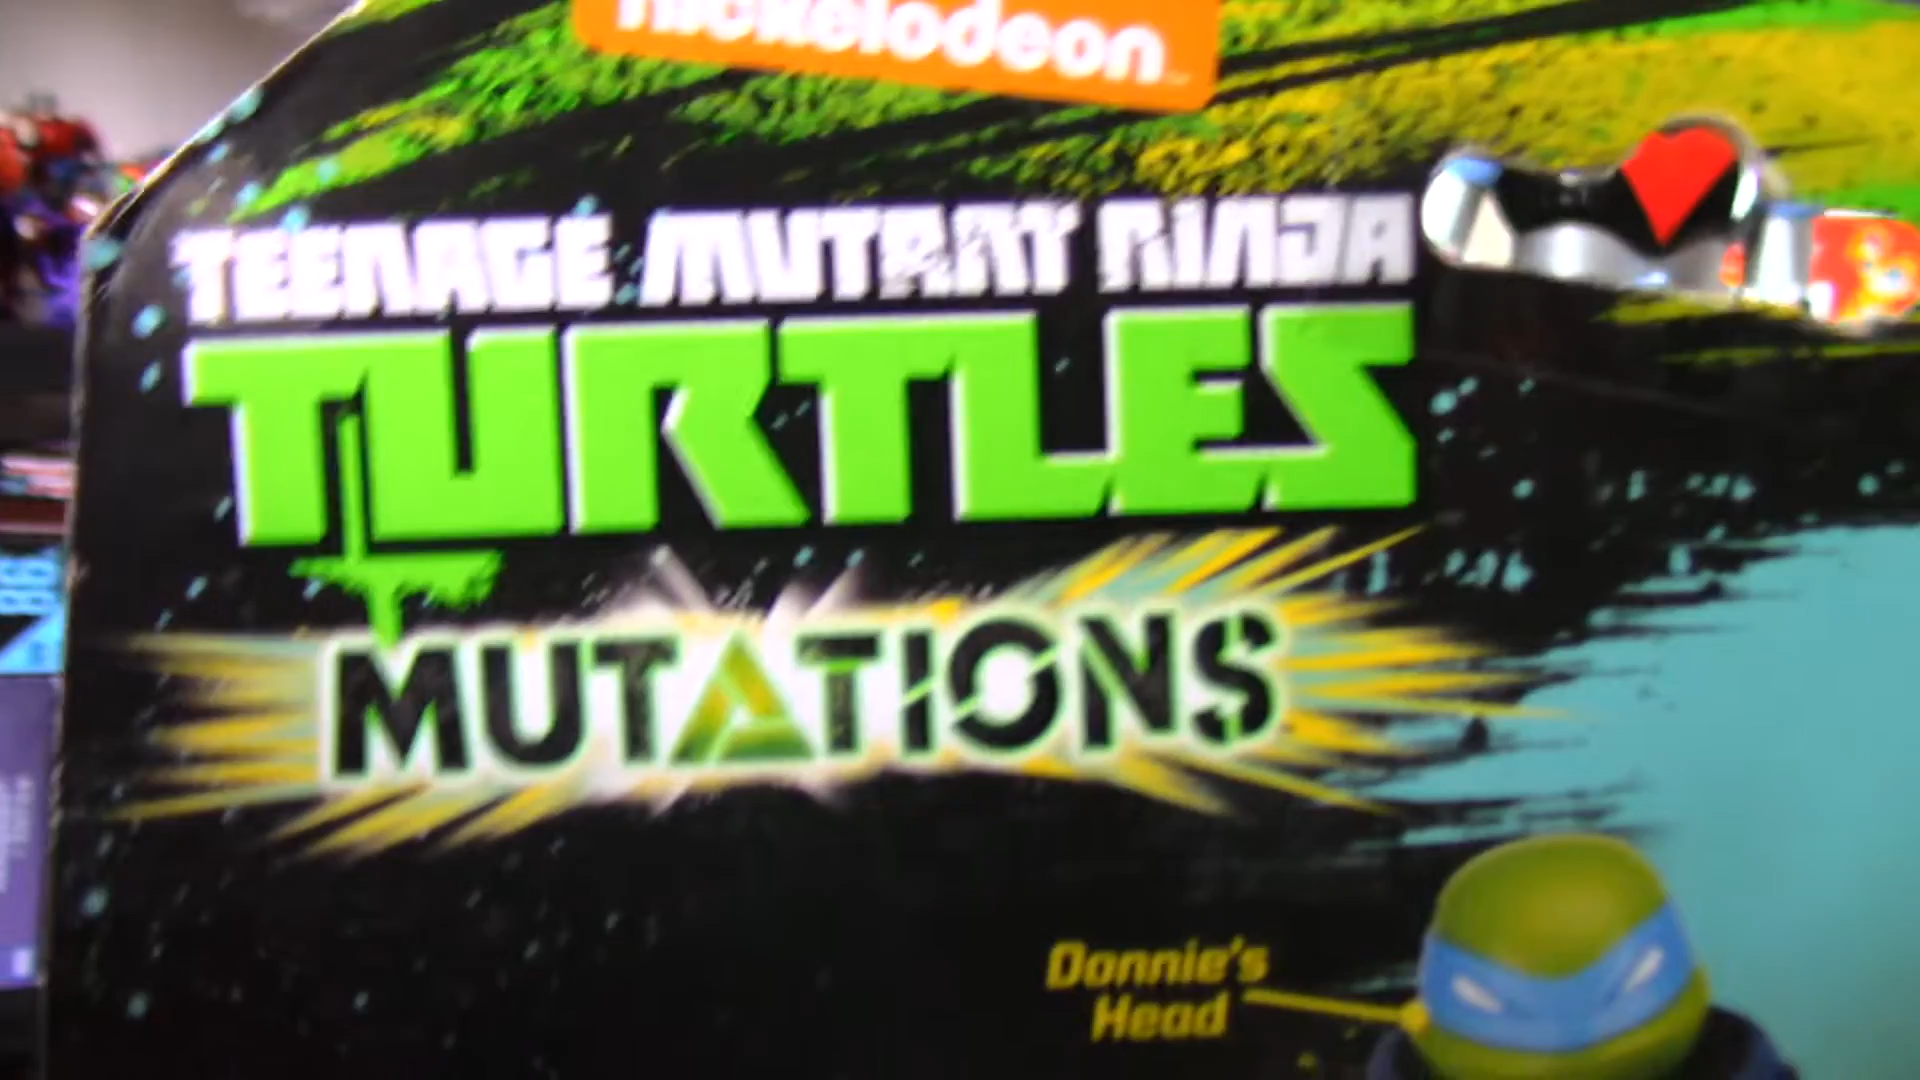 nickelodeon
TEENAGE MUTANT NINJA
TURTLES
MUTATIONS
Donnie's
Head